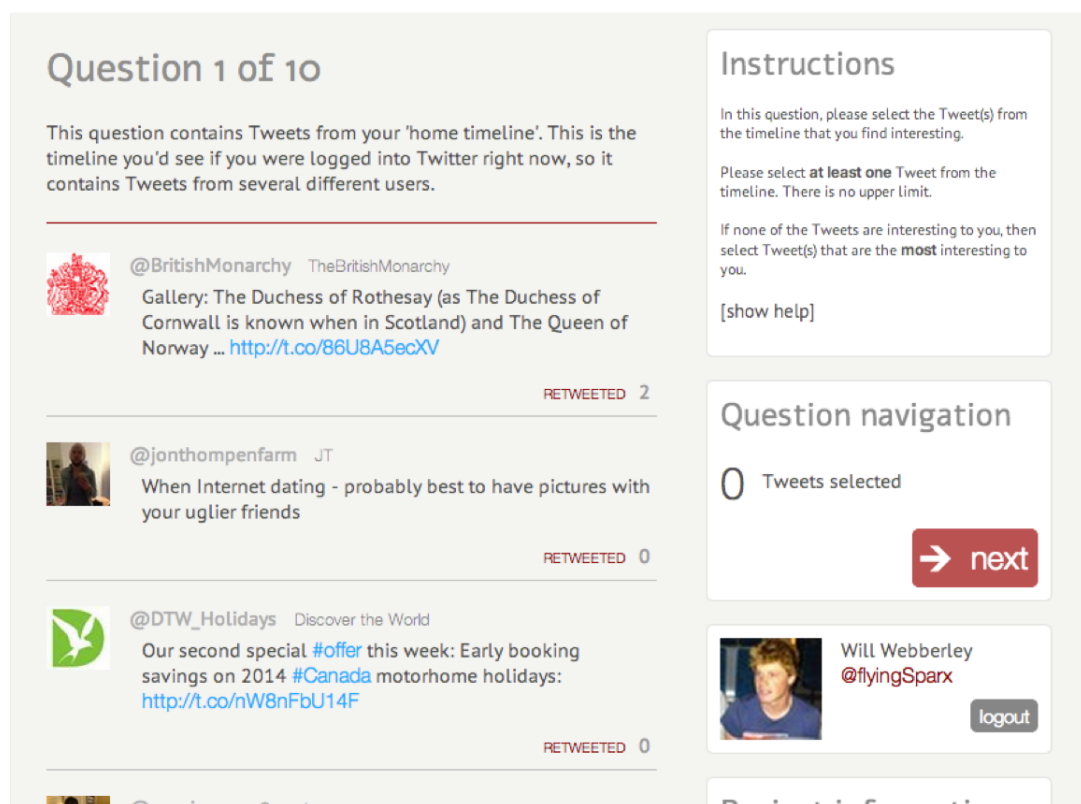 Question 1 of 10
This question contains Tweets from your 'home timeline'. This is the
timeline you'd see if you were logged into Twitter right now, so it
contains Tweets from several different users.
@BritishMonarchy TheBritishMonarchy
Gallery: The Duchess of Rothesay (as The Duchess of
Cornwall is known when in Scotland) and The Queen of
Norway ... http://t.co/86U8A5ecXV
RETWEETED 2
@jonthompenfarm JT
When Internet dating - probably best to have pictures with
your uglier friends
RETWEETED 0
@DTW_Holidays Discover the World
Our second special #offer this week: Early booking
savings on 2014 #Canada motorhome holidays:
http://t.co/nW8nFbU14F
RETWEETED 0
Instructions
In this question, please select the Tweet(s) from
the timeline that you find interesting.
Please select at least one Tweet from the
timeline. There is no upper limit.
If none of the Tweets are interesting to you, then
select Tweet(s) that are the most interesting to
you.
[show help]
Question navigation
0 Tweets selected
→ next
Will Webberley
@flyingSparx
logout